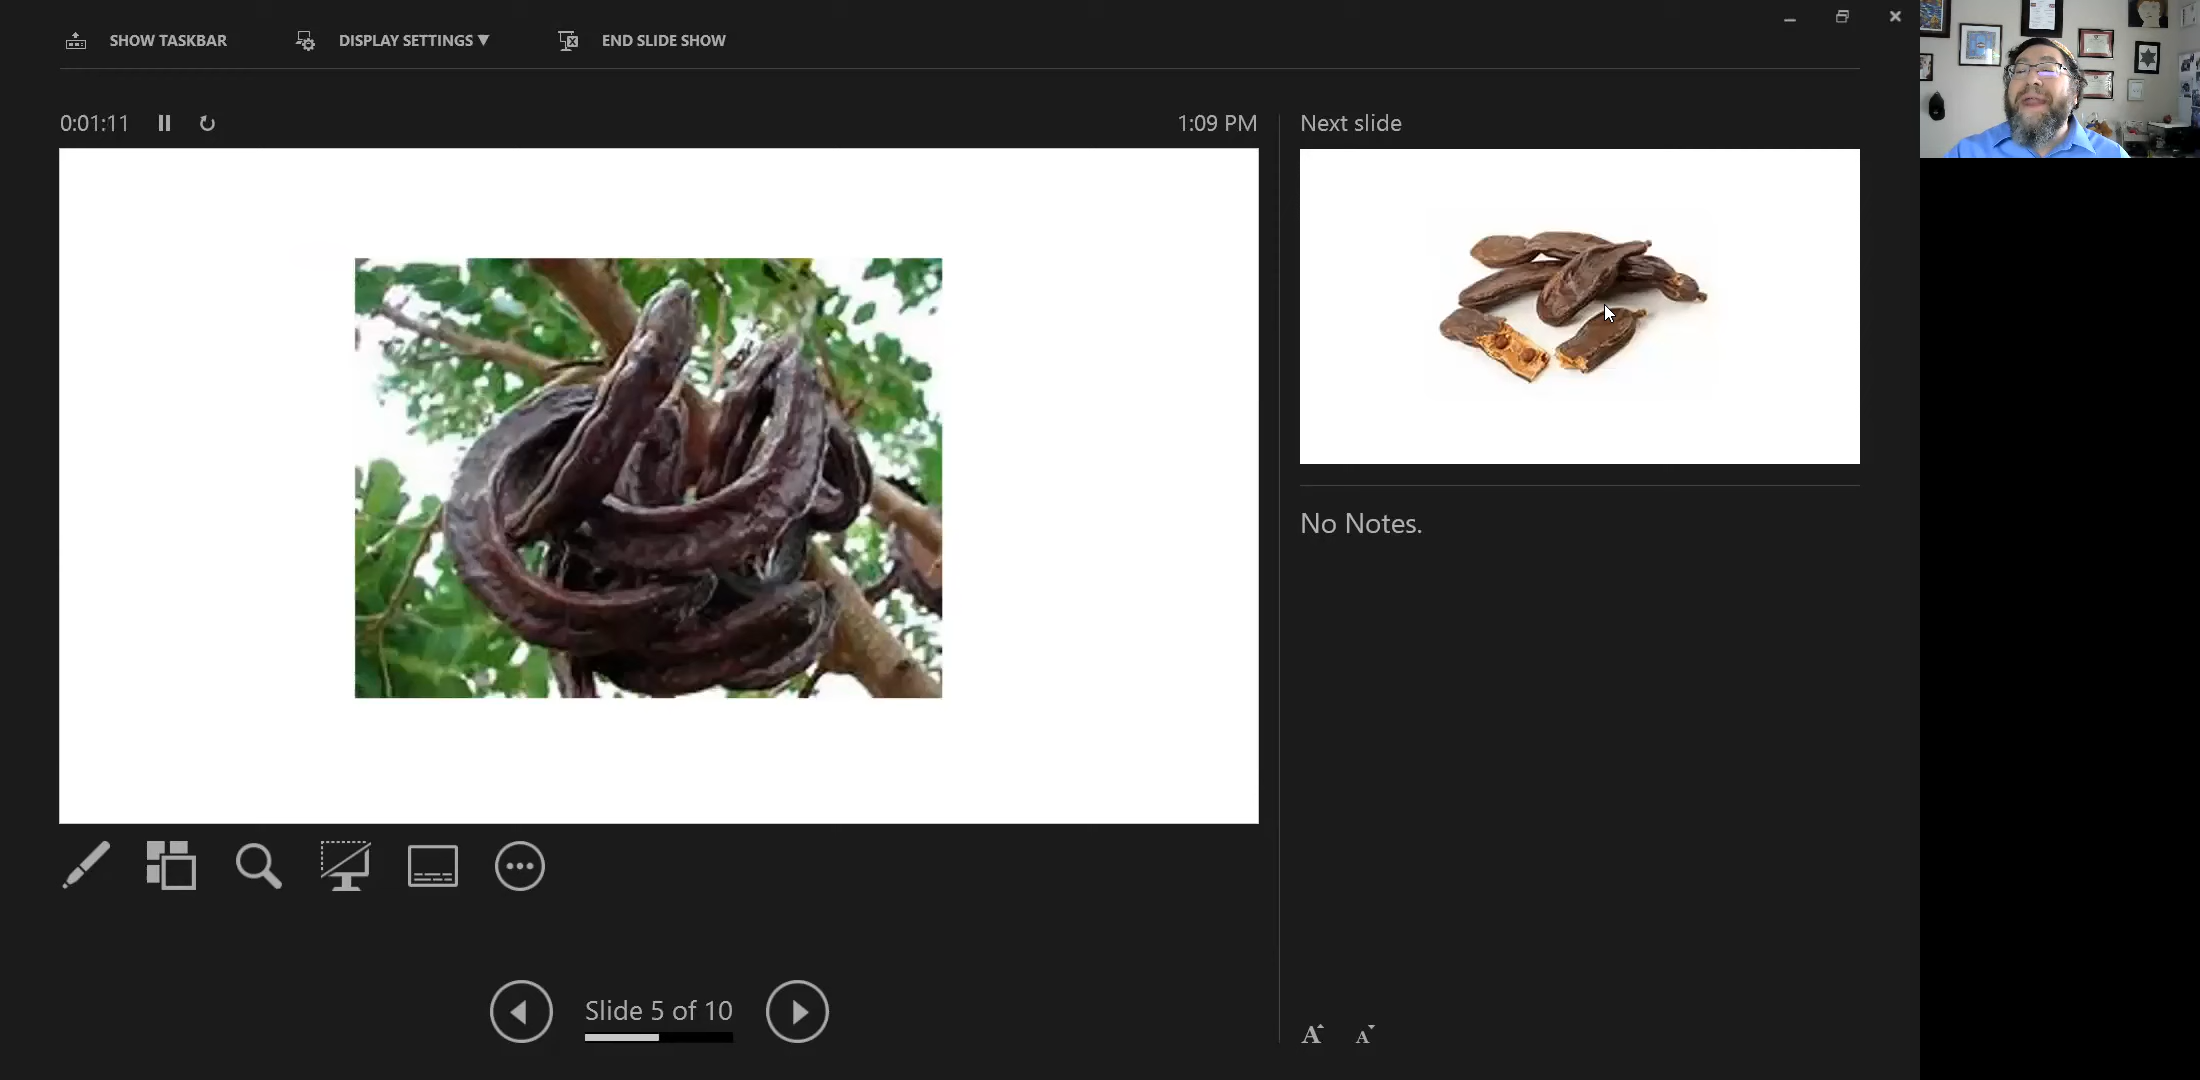 SHOW TASKBAR
DISPLAY SETTINGS ▼
END SLIDE SHOW
0:01:11
1:09 PM
Next slide
No Notes.
Slide 5 of 10
A
A